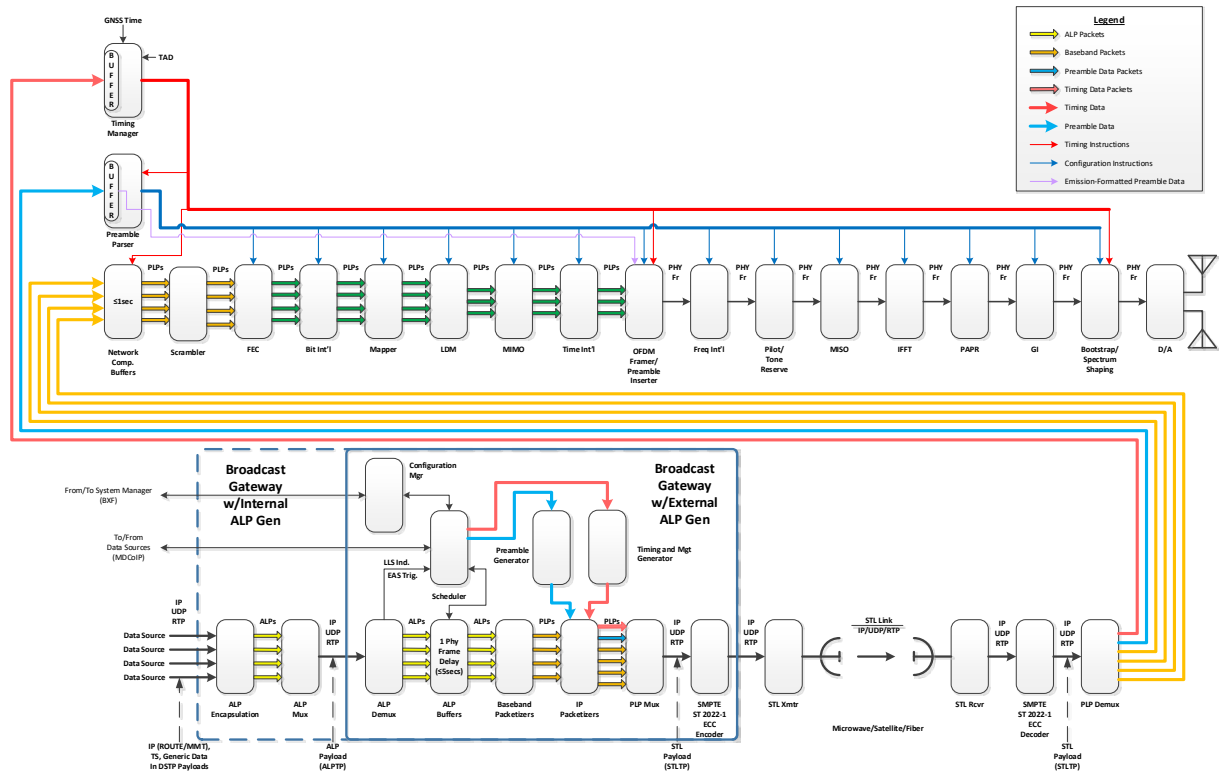 GNSS Time
TAD
BUFFER
Timing
Manager
BUFFER
Preamble
Parser
Legend
ALP Packets
Baseband Packets
Preamble Data Packets
Timing Data Packets
Timing Data
Preamble Data
Timing Instructions
Configuration Instructions
Emission-Formatted Preamble Data
PLPs PLPs PLPs PLPs PLPs PLPs PLPs PLPs PHY Fr PHY Fr PHY Fr PHY Fr PHY Fr PHY Fr PHY Fr PHY Fr
≤1sec
Network
Comp.
Buffers
Scrambler
FEC
Bit Int'l
Mapper
LDM
MIMO
Time Int'l
OFDM
Framer/
Preamble
Inserter
Freq Int'l
Pilot/
Tone
Reserve
MISO
IFFT
PAPR
GI
Bootstrap/
Spectrum
Shaping
D/A
Broadcast
Gateway
w/Internal
ALP Gen
Configuration
Mgr
Broadcast
Gateway
w/External
ALP Gen
From/To System Manager
(BXF)
To/From
Data Sources
(MDCoIP)
LLS Ind.
EAS Trig.
Scheduler
Preamble
Generator
Timing and Mgt
Generator
IP
UDP
RTP
Data Source
Data Source
Data Source
Data Source
ALPs
IP
UDP
RTP
ALPs
ALPs
PLPs
PLPs
IP
UDP
RTP
IP
UDP
RTP
STL Link
IP/UDP/RTP
IP
UDP
RTP
IP
UDP
RTP
1 Phy
Frame
Delay
(≤5secs)
ALP
Encapsulation
ALP
Mux
ALP
Demux
ALP
Buffers
Baseband
Packetizers
IP
Packetizers
PLP Mux
SMPTE
ST 2022-1
ECC
Encoder
STL Xmtr
Microwave/Satellite/Fiber
STL Rcvr
SMPTE
ST 2022-1
ECC
Decoder
PLP Demux
IP (ROUTE/MMT),
TS, Generic Data
In DSTP Payloads
ALP
Payload
(ALPTP)
STL
Payload
(STLTP)
STL
Payload
(STLTP)